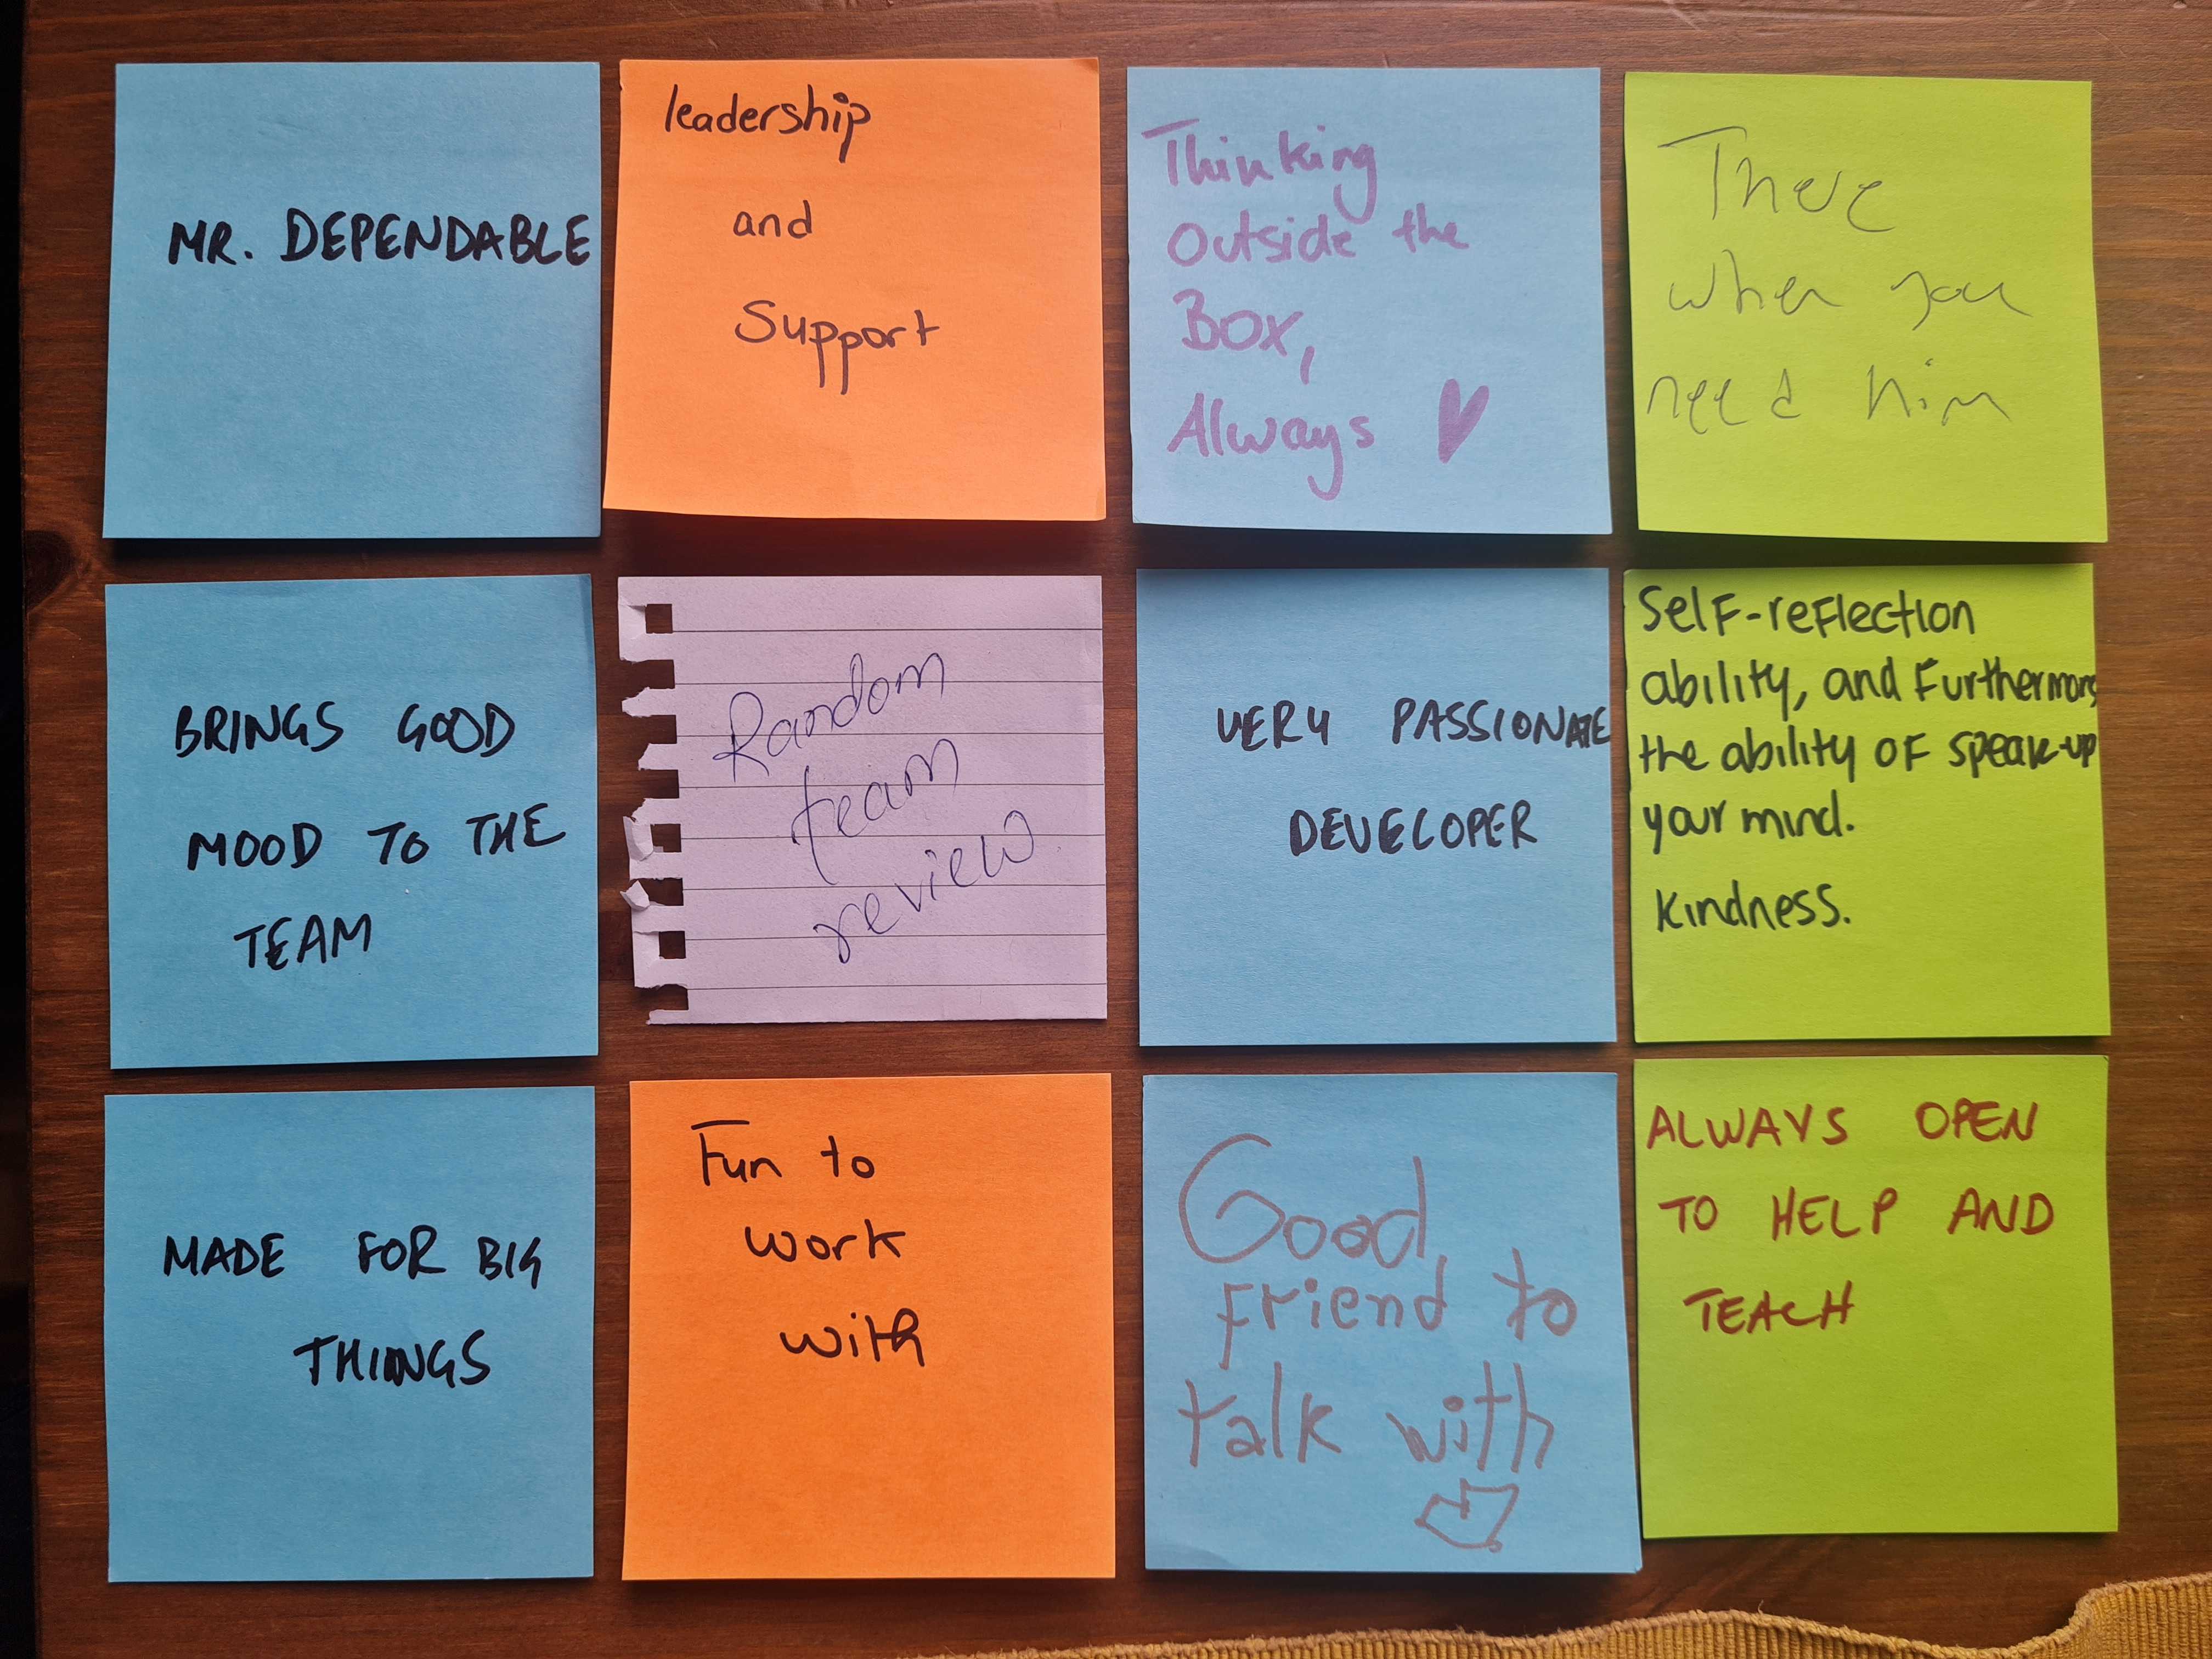 MR. DEPENDABLE
leadership
and
Support
Thinking
outside the
Box,
Always
There
when you
need him
BRINGS GOOD
MOOD TO THE
TEAM
Random
team
review
VERY PASSIONATE
DEVELOPER
Self-reflection
ability, and Furthermore
the ability of speak-up
your mind.
Kindness.
MADE FOR BIG
THINGS
Fun to
work
with
Good
Friend to
talk with
ALWAYS OPEN
TO HELP AND
TEACH